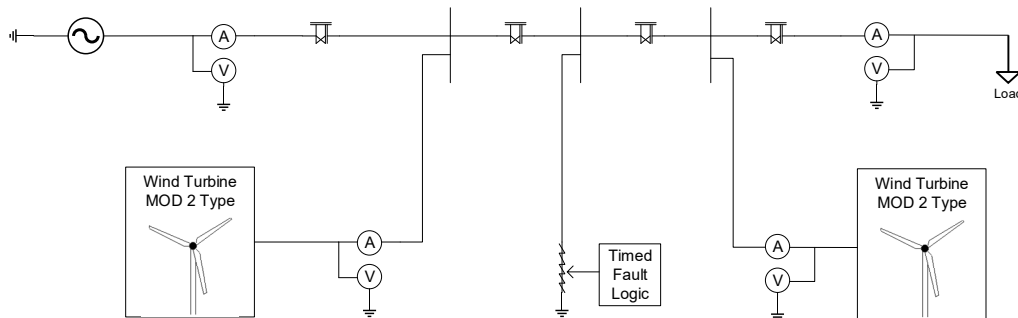 A
V
A
V
Load
Wind Turbine
MOD 2 Type
A
V
Timed
Fault
Logic
A
V
Wind Turbine
MOD 2 Type